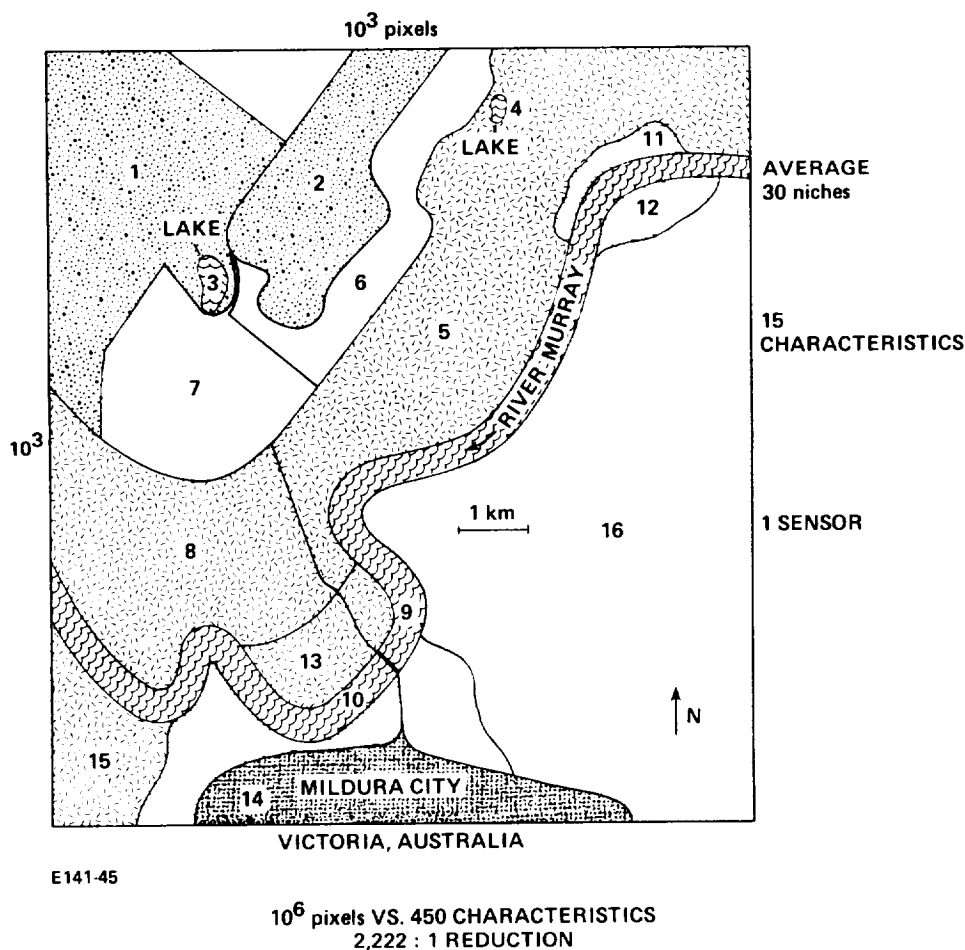 10³ pixels
4
LAKE
11
1
2
AVERAGE
30 niches
12
LAKE
3
6
5
15
CHARACTERISTICS
7
RIVER MURRAY
10³
1 km
16
1 SENSOR
8
9
13
10
N
15
14
MILDURA CITY
VICTORIA, AUSTRALIA
E141-45
10⁶ pixels VS. 450 CHARACTERISTICS
2,222 : 1 REDUCTION